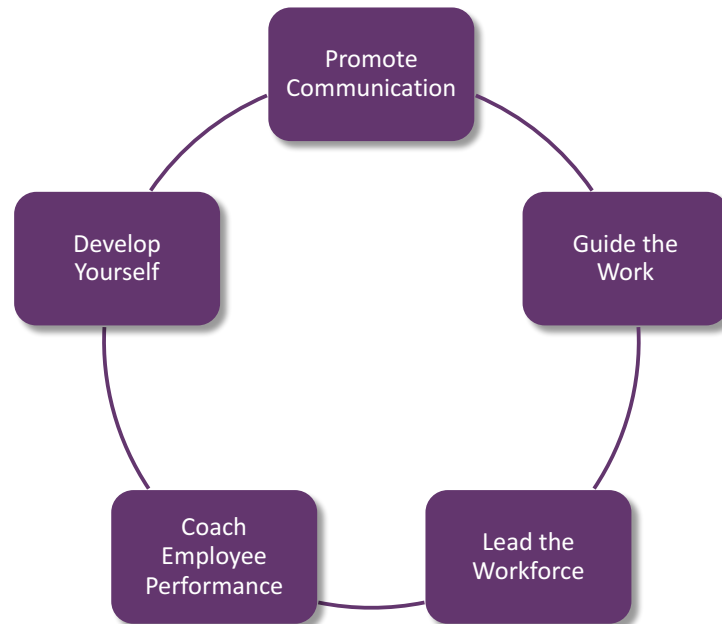 Promote
Communication
Guide the
Work
Lead the
Workforce
Coach
Employee
Performance
Develop
Yourself